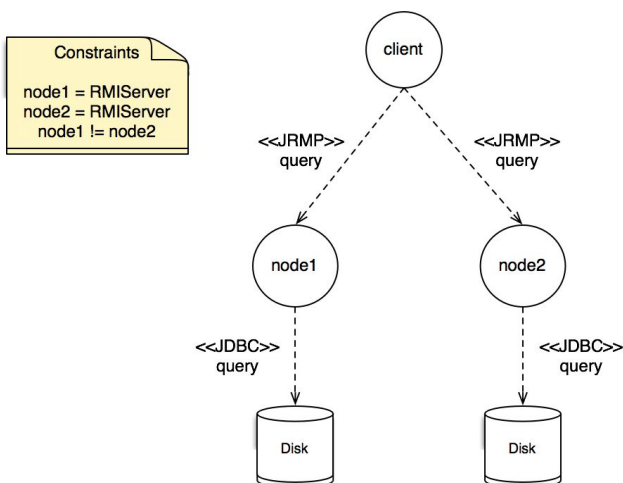 Constraints
node1 = RMIServer
node2 = RMIServer
node1 != node2
client
<<JRMP>>
query
<<JRMP>>
query
node1
node2
<<JDBC>>
query
<<JDBC>>
query
Disk
Disk